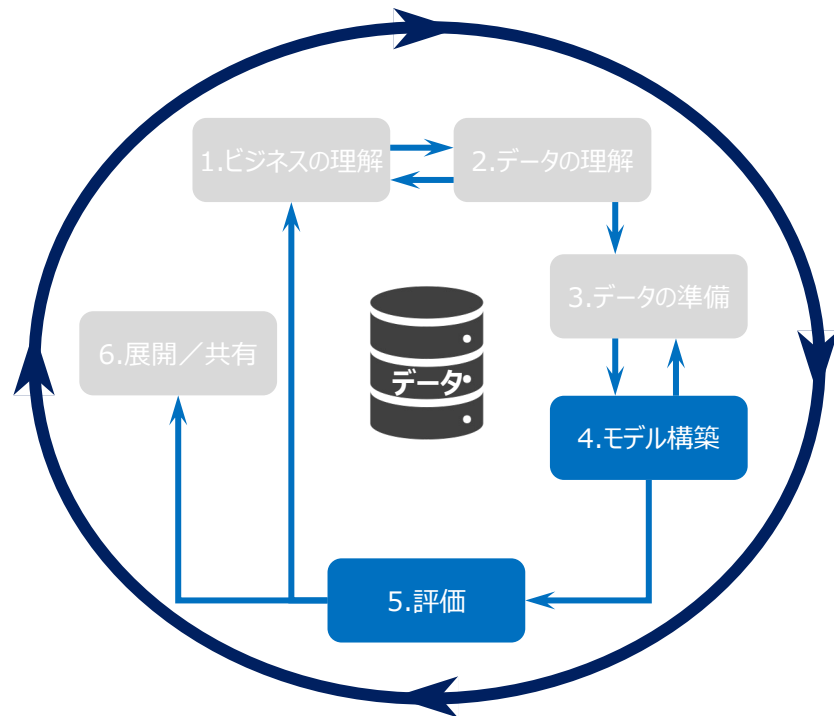 1.ビジネスの理解
2.データの理解
3.データの準備
6.展開／共有
データ
4.モデル構築
5.評価